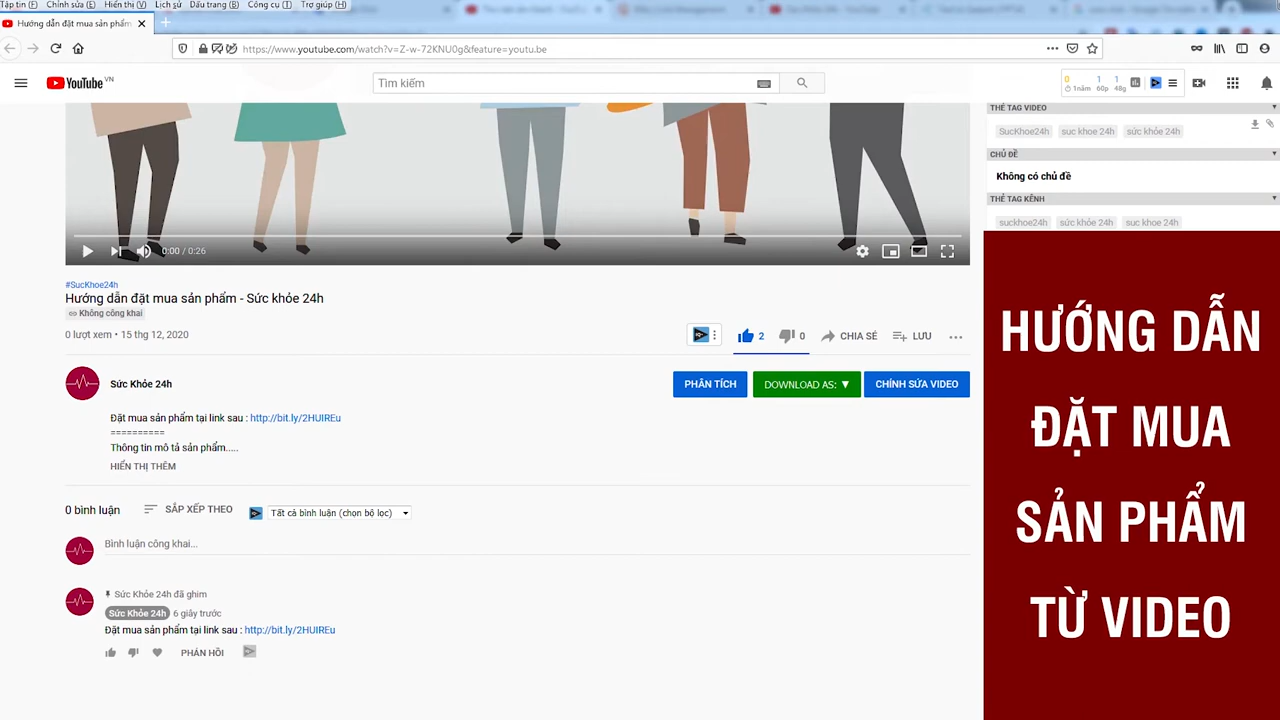 Tập tin (F) Chỉnh sửa (E) Hiển thị (V) Lịch sử Dấu trang (B) Công cụ (T) Trợ giúp (H)
Hướng dẫn đặt mua sản phẩm
https://www.youtube.com/watch?v=Z-w-72KNU0g&feature=youtu.be
YouTube VN
Tìm kiếm
0 1 1
1năm 60p 48g
THẺ TAG VIDEO
SucKhoe24h suc khoe 24h sức khỏe 24h
CHỦ ĐỀ
Không có chủ đề
THẺ TAG KÊNH
suckhoe24h sức khỏe 24h suc khoe 24h
0:00 / 0:26
#SucKhoe24h
Hướng dẫn đặt mua sản phẩm - Sức khỏe 24h
Không công khai
0 lượt xem • 15 thg 12, 2020
2 0 CHIA SẺ LƯU
Sức Khỏe 24h
PHÂN TÍCH DOWNLOAD AS: ▼ CHỈNH SỬA VIDEO
Đặt mua sản phẩm tại link sau : http://bit.ly/2HUIREu
==========
Thông tin mô tả sản phẩm.....
HIỂN THỊ THÊM
0 bình luận SẮP XẾP THEO Tất cả bình luận (chọn bộ lọc)
Bình luận công khai...
Sức Khỏe 24h đã ghim
Sức Khỏe 24h 6 giây trước
Đặt mua sản phẩm tại link sau : http://bit.ly/2HUIREu
PHẢN HỒI
HƯỚNG DẪN
ĐẶT MUA
SẢN PHẨM
TỪ VIDEO